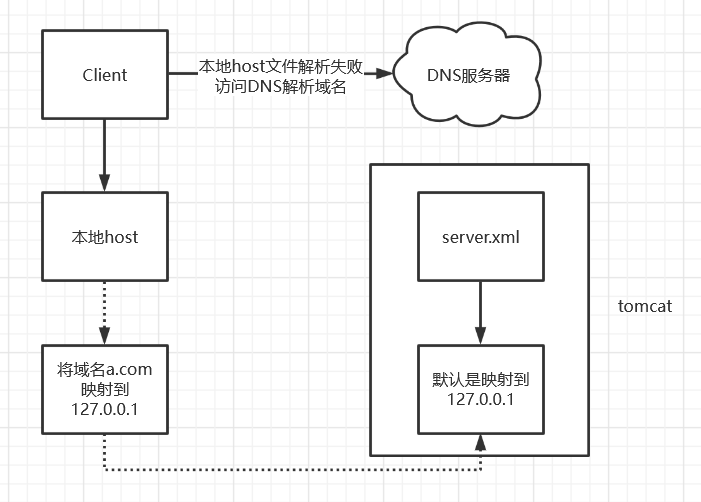 Client
本地host文件解析失败
访问DNS解析域名
DNS服务器
本地host
server.xml
tomcat
将域名a.com
映射到
127.0.0.1
默认是映射到
127.0.0.1